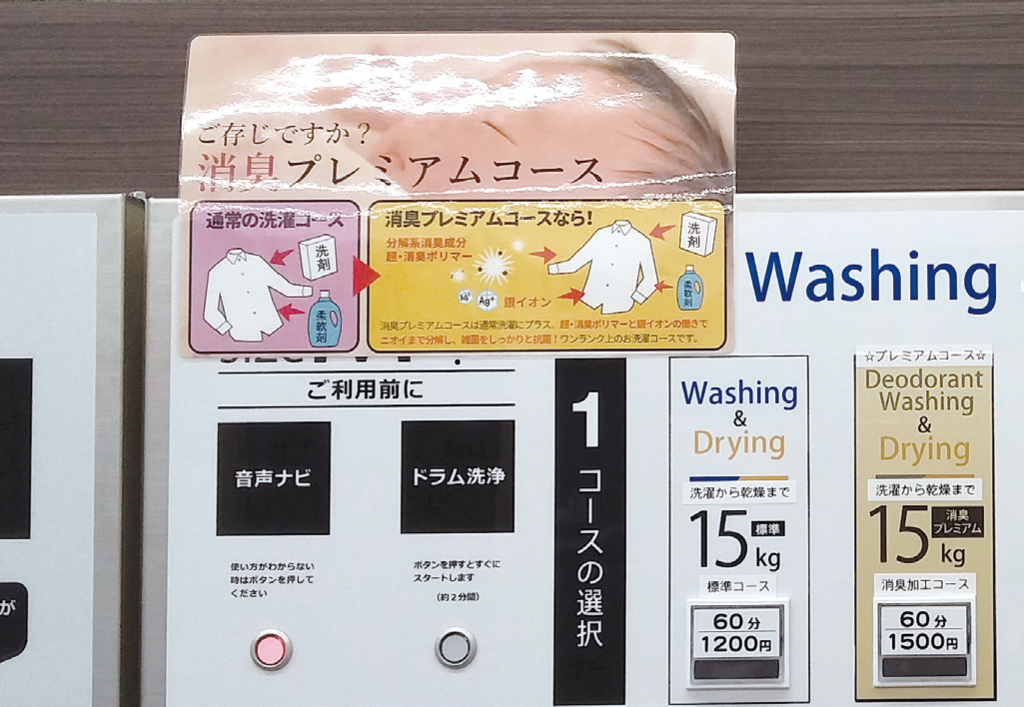 ご存じですか？
消臭プレミアムコース
通常の洗濯コース
洗剤
柔軟剤
消臭プレミアムコースなら!
分解系消臭成分
超・消臭ポリマー
洗剤
柔軟剤
Ag+
銀イオン
消臭プレミアムコースは通常洗濯にプラス、超・消臭ポリマーと銀イオンの働きで
ニオイまで分解し、雑菌をしっかりと抗菌！ワンランク上のお洗濯コースです。
Washing
ご利用前に
音声ナビ
使い方がわからない
時はボタンを押して
ください
ドラム洗浄
ボタンを押すとすぐに
スタートします
（約２分間）
1
コースの選択
Washing
&
Drying
洗濯から乾燥まで
15kg
標準
標準コース
60分
1200円
☆プレミアムコース☆
Deodorant
Washing
&
Drying
洗濯から乾燥まで
15kg
消臭
プレミアム
消臭加工コース
60分
1500円
が